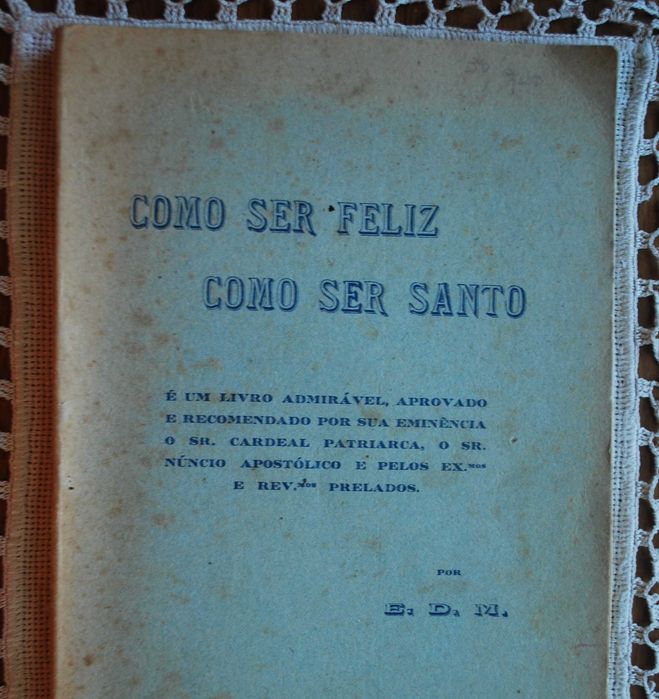 COMO SER FELIZ
COMO SER SANTO
É UM LIVRO ADMIRÁVEL, APROVADO
E RECOMENDADO POR SUA EMINÊNCIA
O SR. CARDEAL PATRIARCA, O SR.
NÚNCIO APOSTÓLICO E PELOS EX.MOS
E REV.MOS PRELADOS.
POR
E. D. M.